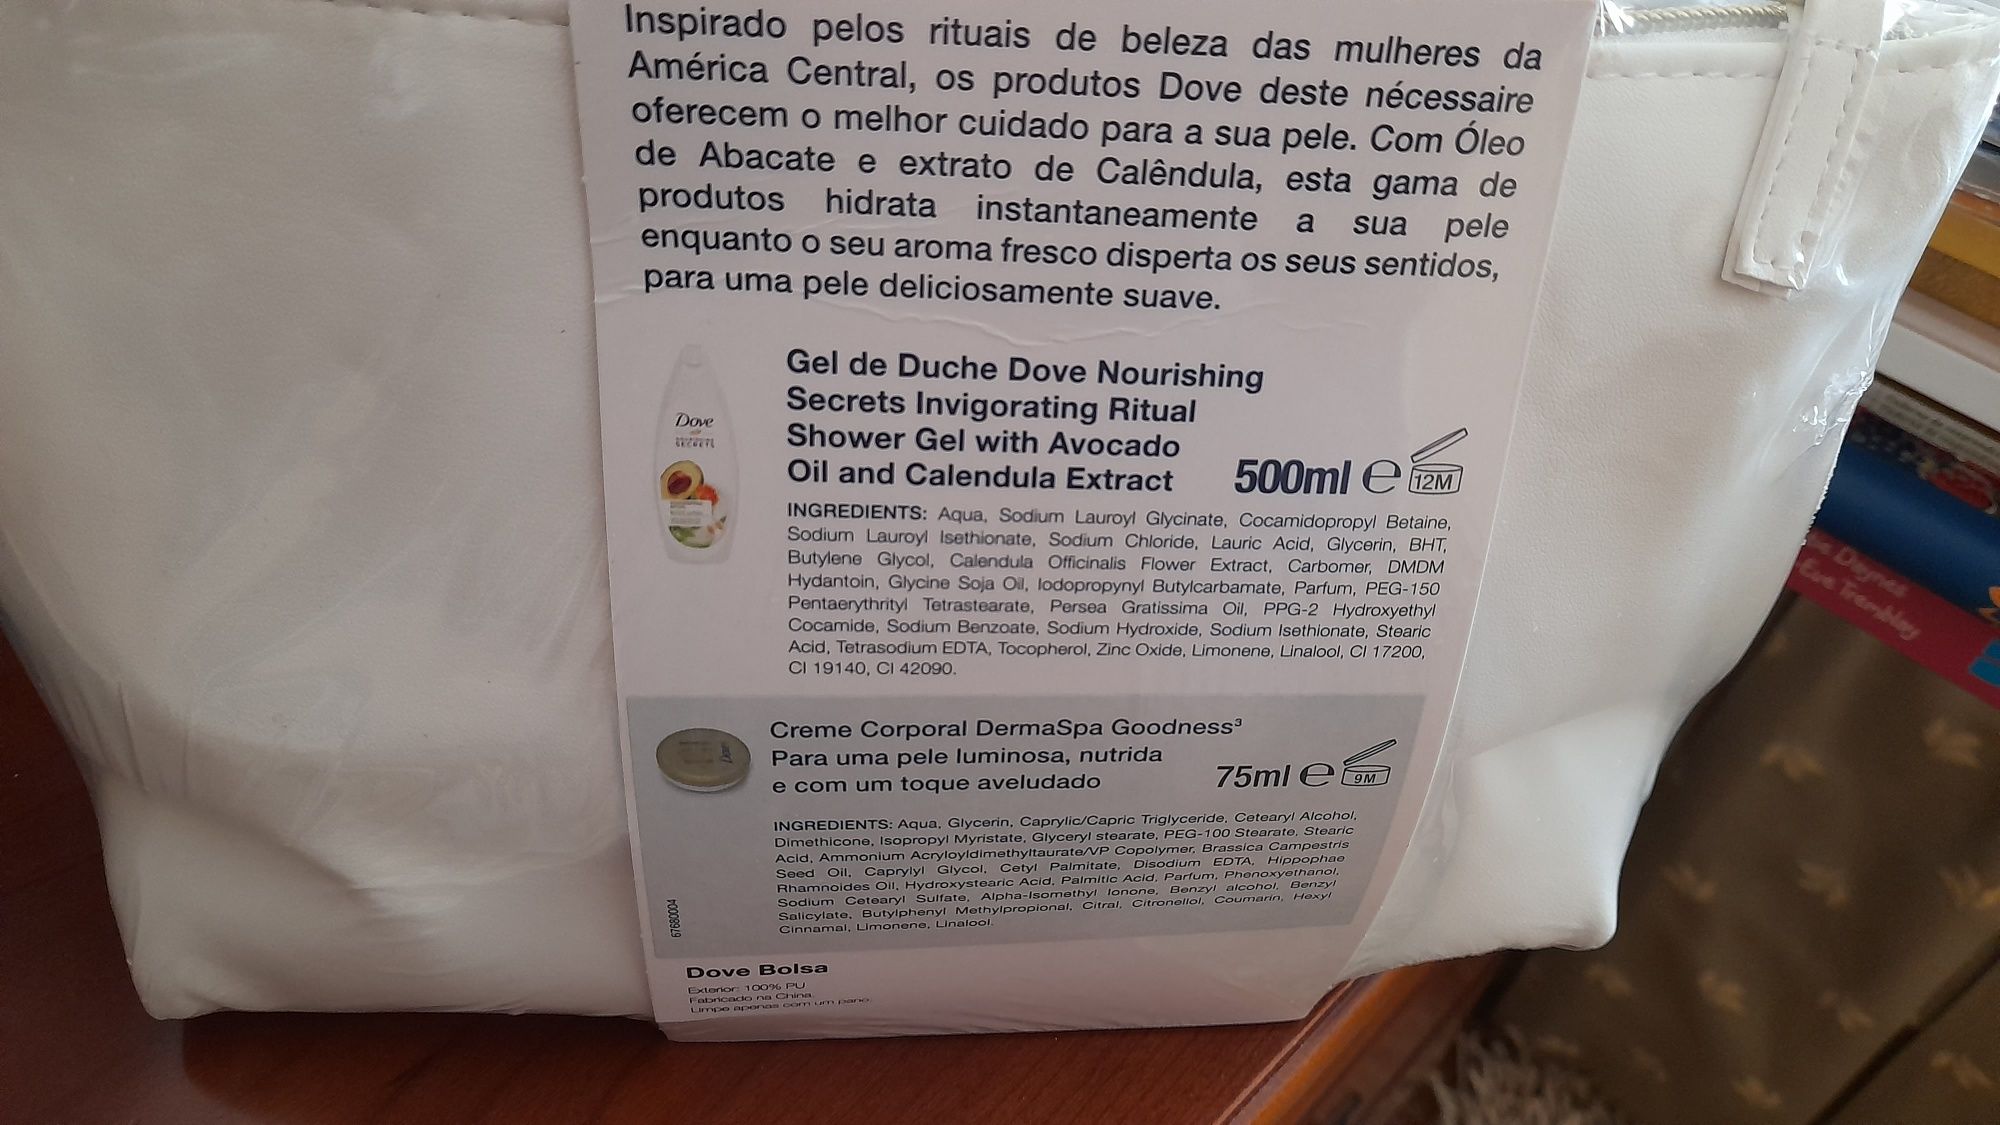 Inspirado pelos rituais de beleza das mulheres da
América Central, os produtos Dove deste nécessaire
oferecem o melhor cuidado para a sua pele. Com Óleo
de Abacate e extrato de Calêndula, esta gama de
produtos hidrata instantaneamente a sua pele
enquanto o seu aroma fresco disperta os seus sentidos,
para uma pele deliciosamente suave.
Dove
SECRETS
Gel de Duche Dove Nourishing
Secrets Invigorating Ritual
Shower Gel with Avocado
Oil and Calendula Extract
500ml e 12M
INGREDIENTS: Aqua, Sodium Lauroyl Glycinate, Cocamidopropyl Betaine,
Sodium Lauroyl Isethionate, Sodium Chloride, Lauric Acid, Glycerin, BHT,
Butylene Glycol, Calendula Officinalis Flower Extract, Carbomer, DMDM
Hydantoin, Glycine Soja Oil, Iodopropynyl Butylcarbamate, Parfum, PEG-150
Pentaerythrityl Tetrastearate, Persea Gratissima Oil, PPG-2 Hydroxyethyl
Cocamide, Sodium Benzoate, Sodium Hydroxide, Sodium Isethionate, Stearic
Acid, Tetrasodium EDTA, Tocopherol, Zinc Oxide, Limonene, Linalool, CI 17200,
CI 19140, CI 42090.
Creme Corporal DermaSpa Goodness³
Para uma pele luminosa, nutrida
e com um toque aveludado
75ml e 9M
INGREDIENTS: Aqua, Glycerin, Caprylic/Capric Triglyceride, Cetearyl Alcohol,
Dimethicone, Isopropyl Myristate, Glyceryl stearate, PEG-100 Stearate, Stearic
Acid, Ammonium Acryloyldimethyltaurate/VP Copolymer, Brassica Campestris
Seed Oil, Caprylyl Glycol, Cetyl Palmitate, Disodium EDTA, Hippophae
Rhamnoides Oil, Hydroxystearic Acid, Palmitic Acid, Parfum, Phenoxyethanol,
Sodium Cetearyl Sulfate, Alpha-Isomethyl Ionone, Benzyl alcohol, Benzyl
Salicylate, Butylphenyl Methylpropional, Citral, Citronellol, Coumarin, Hexyl
Cinnamal, Limonene, Linalool.
67680004
Dove Bolsa
Exterior: 100% PU
Fabricado na China.
Limpe apenas com um pano.
Deynes
Eve Tremblay